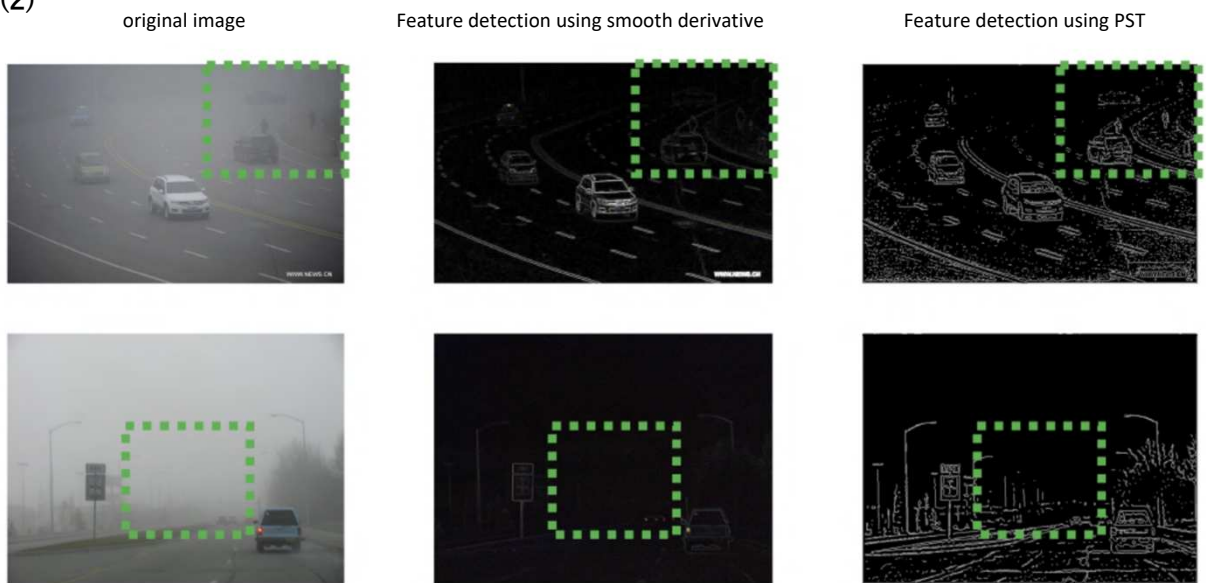 (2)
original image
Feature detection using smooth derivative
Feature detection using PST
WWW.NEWS.CN
WWW.NEWS.CN